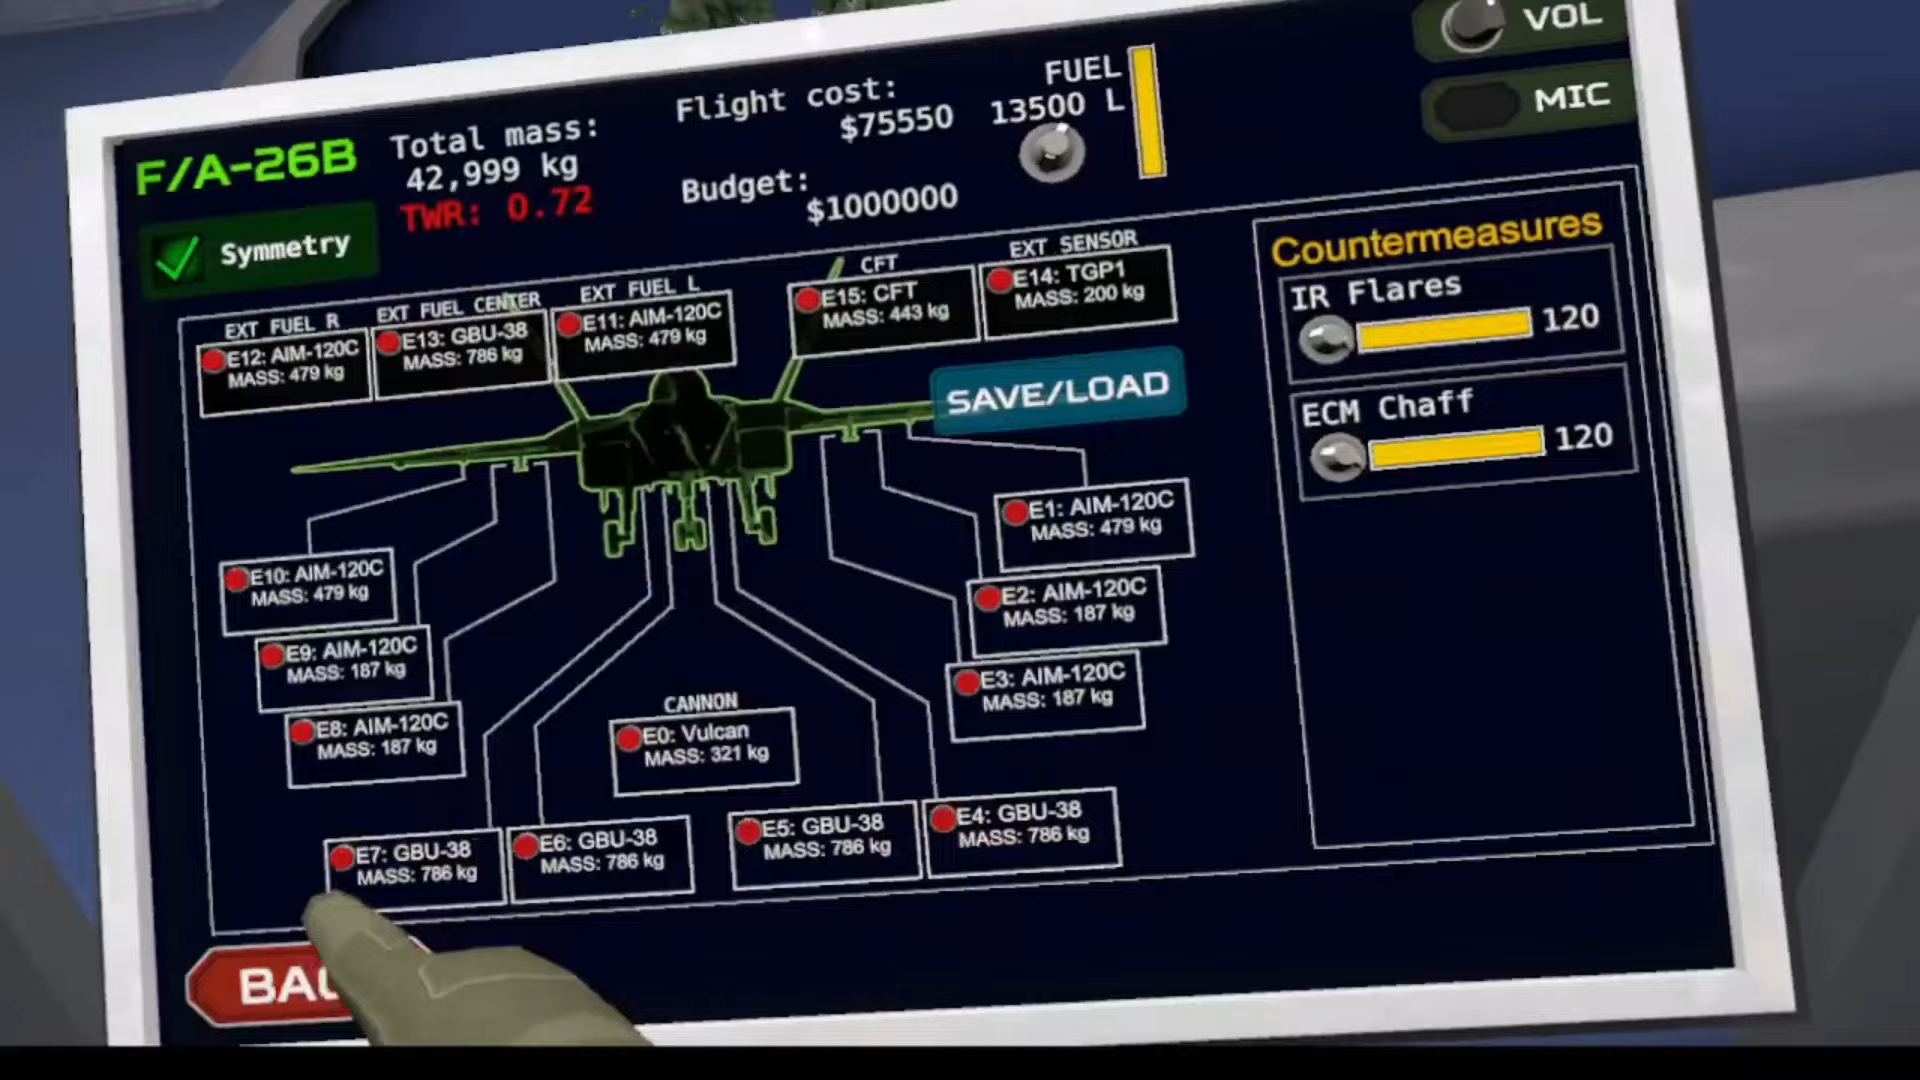 F/A-26B
Total mass:
42,999 kg
TWR: 0.72
Flight cost:
$75550
Budget:
$1000000
FUEL
13500 L
VOL
MIC
Symmetry
EXT FUEL R
E12: AIM-120C
MASS: 479 kg
EXT FUEL CENTER
E13: GBU-38
MASS: 786 kg
EXT FUEL L
E11: AIM-120C
MASS: 479 kg
CFT
E15: CFT
MASS: 443 kg
EXT SENSOR
E14: TGP1
MASS: 200 kg
SAVE/LOAD
Countermeasures
IR Flares
120
ECM Chaff
120
E10: AIM-120C
MASS: 479 kg
E9: AIM-120C
MASS: 187 kg
E8: AIM-120C
MASS: 187 kg
E1: AIM-120C
MASS: 479 kg
E2: AIM-120C
MASS: 187 kg
E3: AIM-120C
MASS: 187 kg
CANNON
E0: Vulcan
MASS: 321 kg
E7: GBU-38
MASS: 786 kg
E6: GBU-38
MASS: 786 kg
E5: GBU-38
MASS: 786 kg
E4: GBU-38
MASS: 786 kg